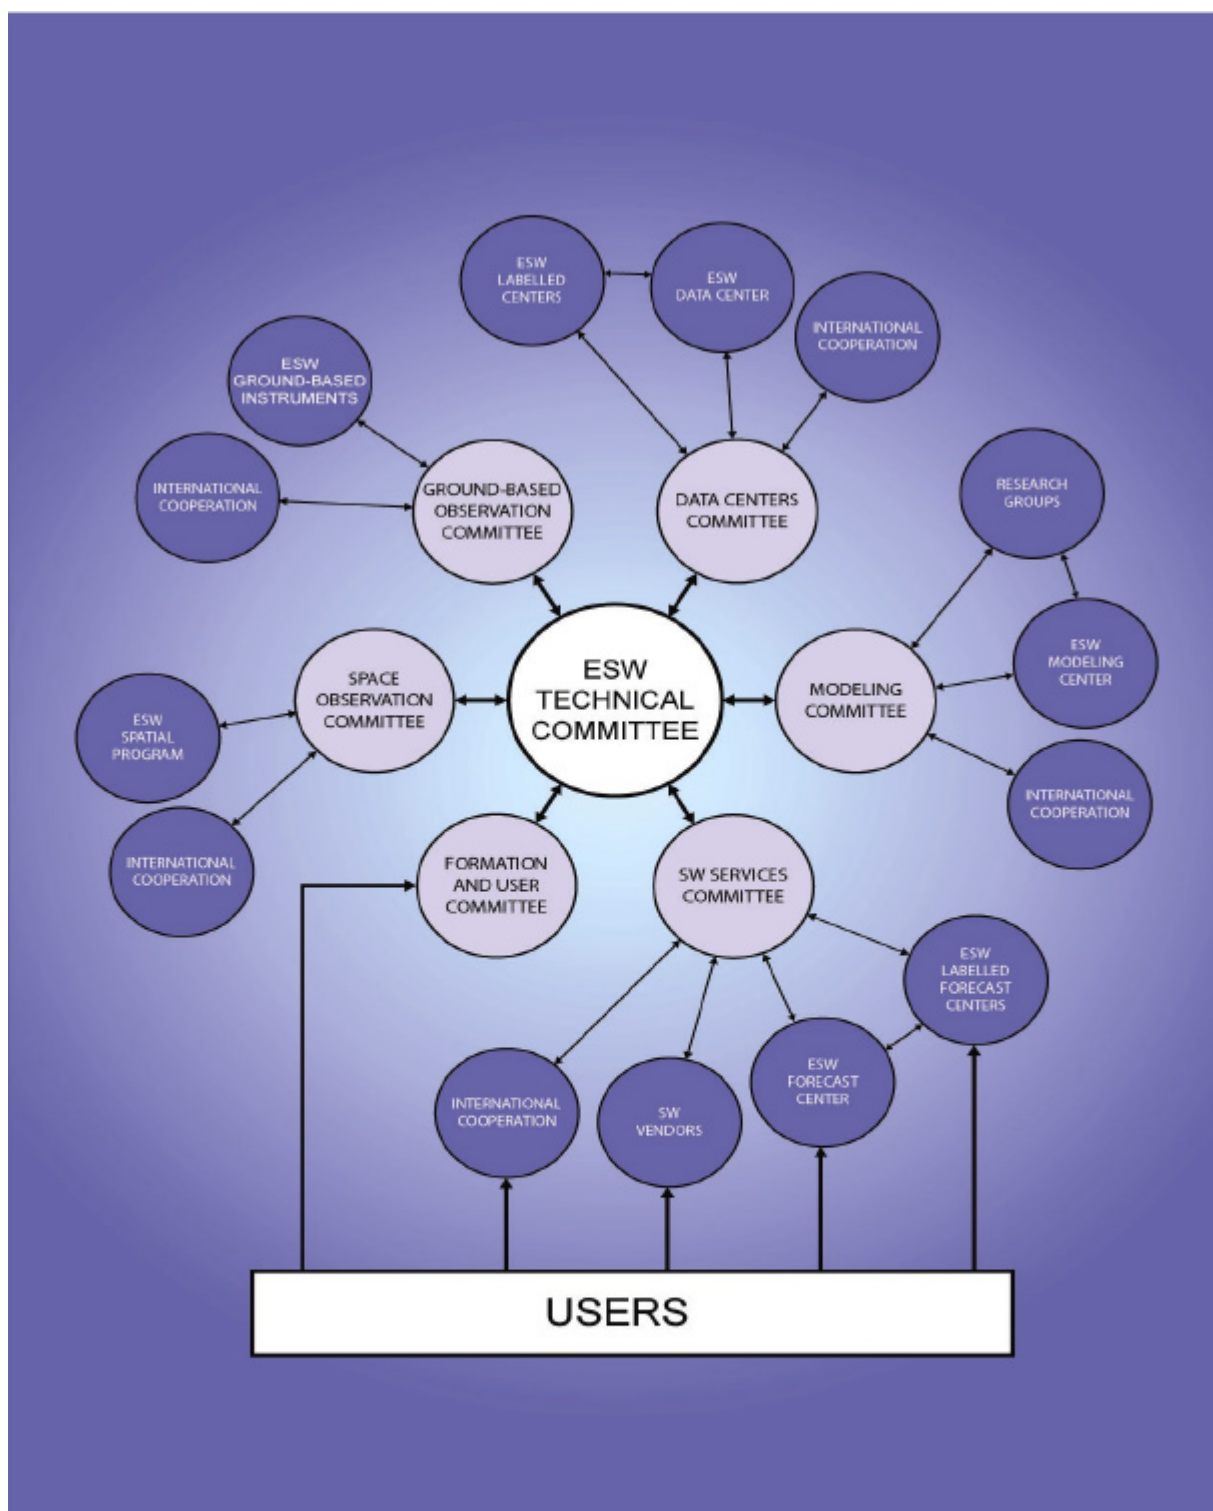 ESW
LABELLED
CENTERS
ESW
DATA CENTER
INTERNATIONAL
COOPERATION
ESW
GROUND-BASED
INSTRUMENTS
INTERNATIONAL
COOPERATION
GROUND-BASED
OBSERVATION
COMMITTEE
DATA CENTERS
COMMITTEE
RESEARCH
GROUPS
ESW
MODELING
CENTER
SPACE
OBSERVATION
COMMITTEE
ESW
TECHNICAL
COMMITTEE
MODELING
COMMITTEE
ESW
SPATIAL
PROGRAM
INTERNATIONAL
COOPERATION
INTERNATIONAL
COOPERATION
FORMATION
AND USER
COMMITTEE
SW SERVICES
COMMITTEE
ESW
LABELLED
FORECAST
CENTERS
INTERNATIONAL
COOPERATION
SW
VENDORS
ESW
FORECAST
CENTER
USERS